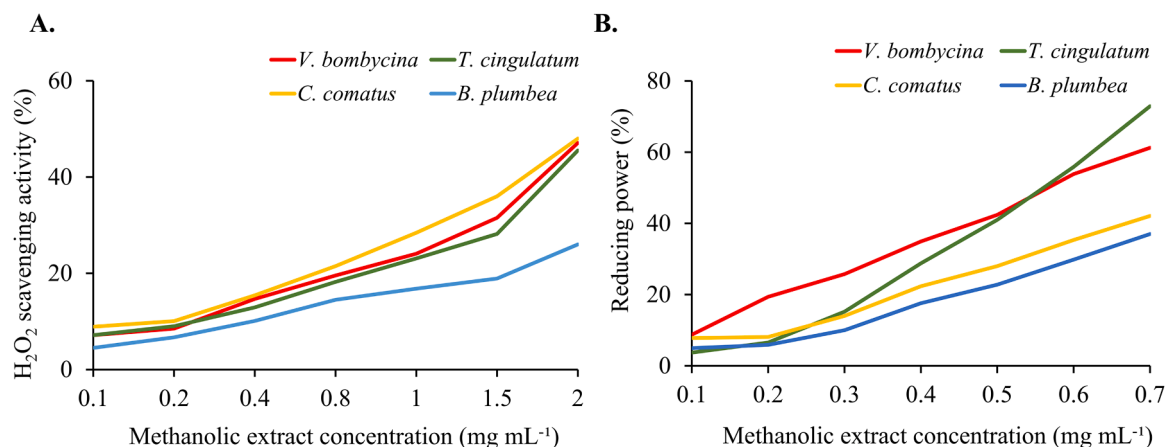 A.
V. bombycina T. cingulatum
C. comatus B. plumbea
60
40
20
0
H₂O₂ scavenging activity (%)
0.1 0.2 0.4 0.8 1 1.5 2
Methanolic extract concentration (mg mL⁻¹)
B.
V. bombycina T. cingulatum
C. comatus B. plumbea
80
60
40
20
0
Reducing power (%)
0.1 0.2 0.3 0.4 0.5 0.6 0.7
Methanolic extract concentration (mg mL⁻¹)